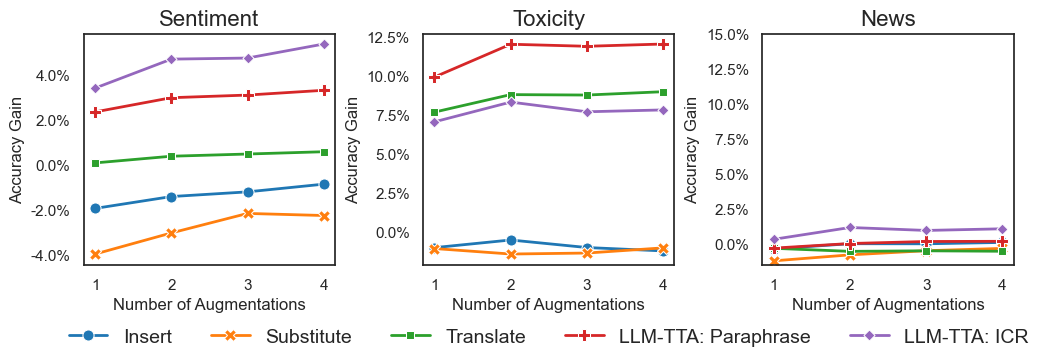 Sentiment
Accuracy Gain
4.0%
2.0%
0.0%
-2.0%
-4.0%
1 2 3 4
Number of Augmentations
Toxicity
Accuracy Gain
12.5%
10.0%
7.5%
5.0%
2.5%
0.0%
1 2 3 4
Number of Augmentations
News
Accuracy Gain
15.0%
12.5%
10.0%
7.5%
5.0%
2.5%
0.0%
1 2 3 4
Number of Augmentations
Insert Substitute Translate LLM-TTA: Paraphrase LLM-TTA: ICR